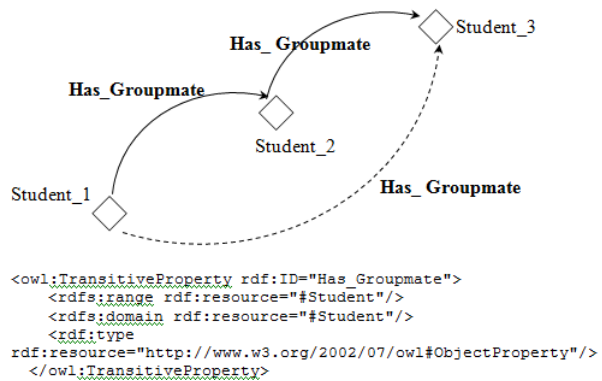 Student_3
Has_ Groupmate
Has_Groupmate
Student_2
Student_1
Has_ Groupmate
<owl:TransitiveProperty rdf:ID="Has_Groupmate">
<rdfs:range rdf:resource="#Student"/>
<rdfs:domain rdf:resource="#Student"/>
<rdf:type
rdf:resource="http://www.w3.org/2002/07/owl#ObjectProperty"/>
</owl:TransitiveProperty>